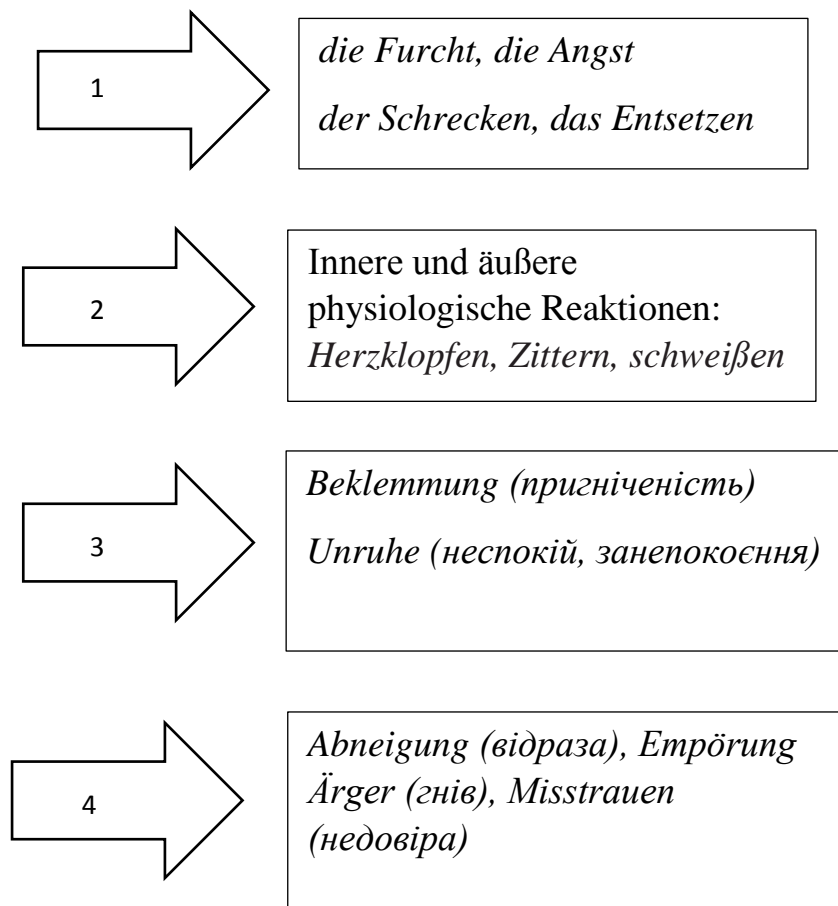 1
die Furcht, die Angst
der Schrecken, das Entsetzen
2
Innere und äußere
physiologische Reaktionen:
Herzklopfen, Zittern, schweißen
3
Beklemmung (пригніченість)
Unruhe (неспокій, занепокоєння)
4
Abneigung (відраза), Empörung
Ärger (гнів), Misstrauen
(недовіра)